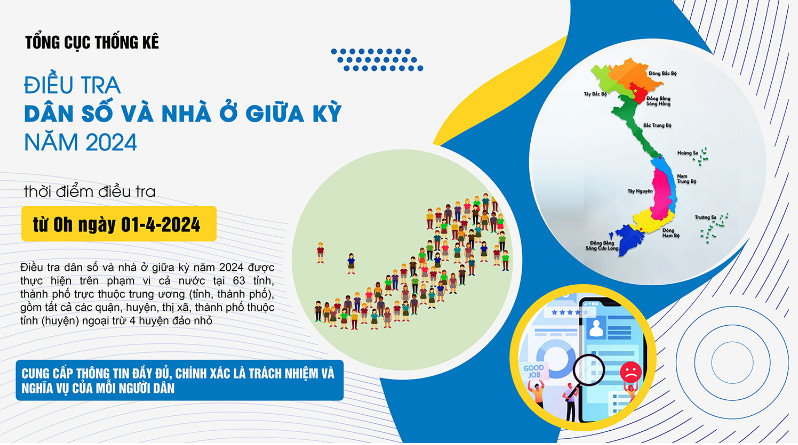 TỔNG CỤC THỐNG KÊ
ĐIỀU TRA
DÂN SỐ VÀ NHÀ Ở GIỮA KỲ
NĂM 2024
thời điểm điều tra
từ 0h ngày 01-4-2024
Điều tra dân số và nhà ở giữa kỳ năm 2024 được
thực hiện trên phạm vi cả nước tại 63 tỉnh,
thành phố trực thuộc trung ương (tỉnh, thành phố),
gồm tất cả các quận, huyện, thị xã, thành phố thuộc
tỉnh (huyện) ngoại trừ 4 huyện đảo nhỏ
CUNG CẤP THÔNG TIN ĐẦY ĐỦ, CHÍNH XÁC LÀ TRÁCH NHIỆM VÀ
NGHĨA VỤ CỦA MỖI NGƯỜI DÂN
Đông Bắc Bộ
Tây Bắc Bộ
Đồng Bằng
Sông Hồng
Bắc Trung Bộ
Hoàng Sa
Nam
Trung Bộ
Tây Nguyên
Trường Sa
Đông
Nam Bộ
Đồng Bằng
Sông Cửu Long
GOOD
JOB